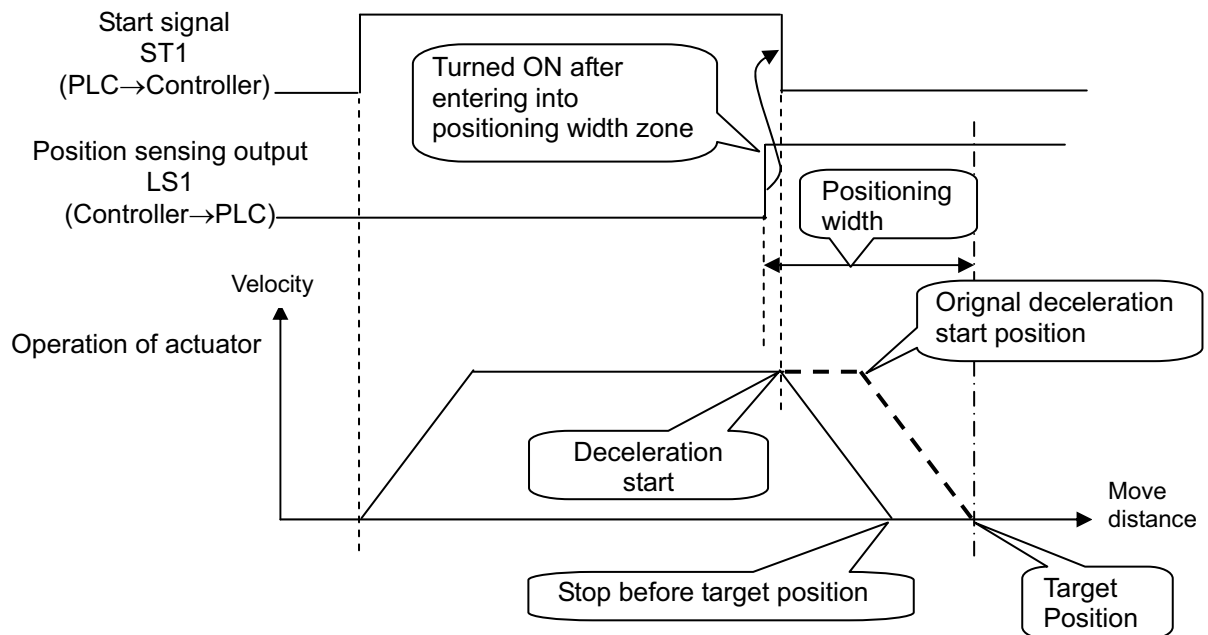 Start signal
ST1
(PLC→Controller)
Turned ON after
entering into
positioning width zone
Position sensing output
LS1
(Controller→PLC)
Positioning
width
Velocity
Orignal deceleration
start position
Operation of actuator
Deceleration
start
Move
distance
Stop before target position
Target
Position